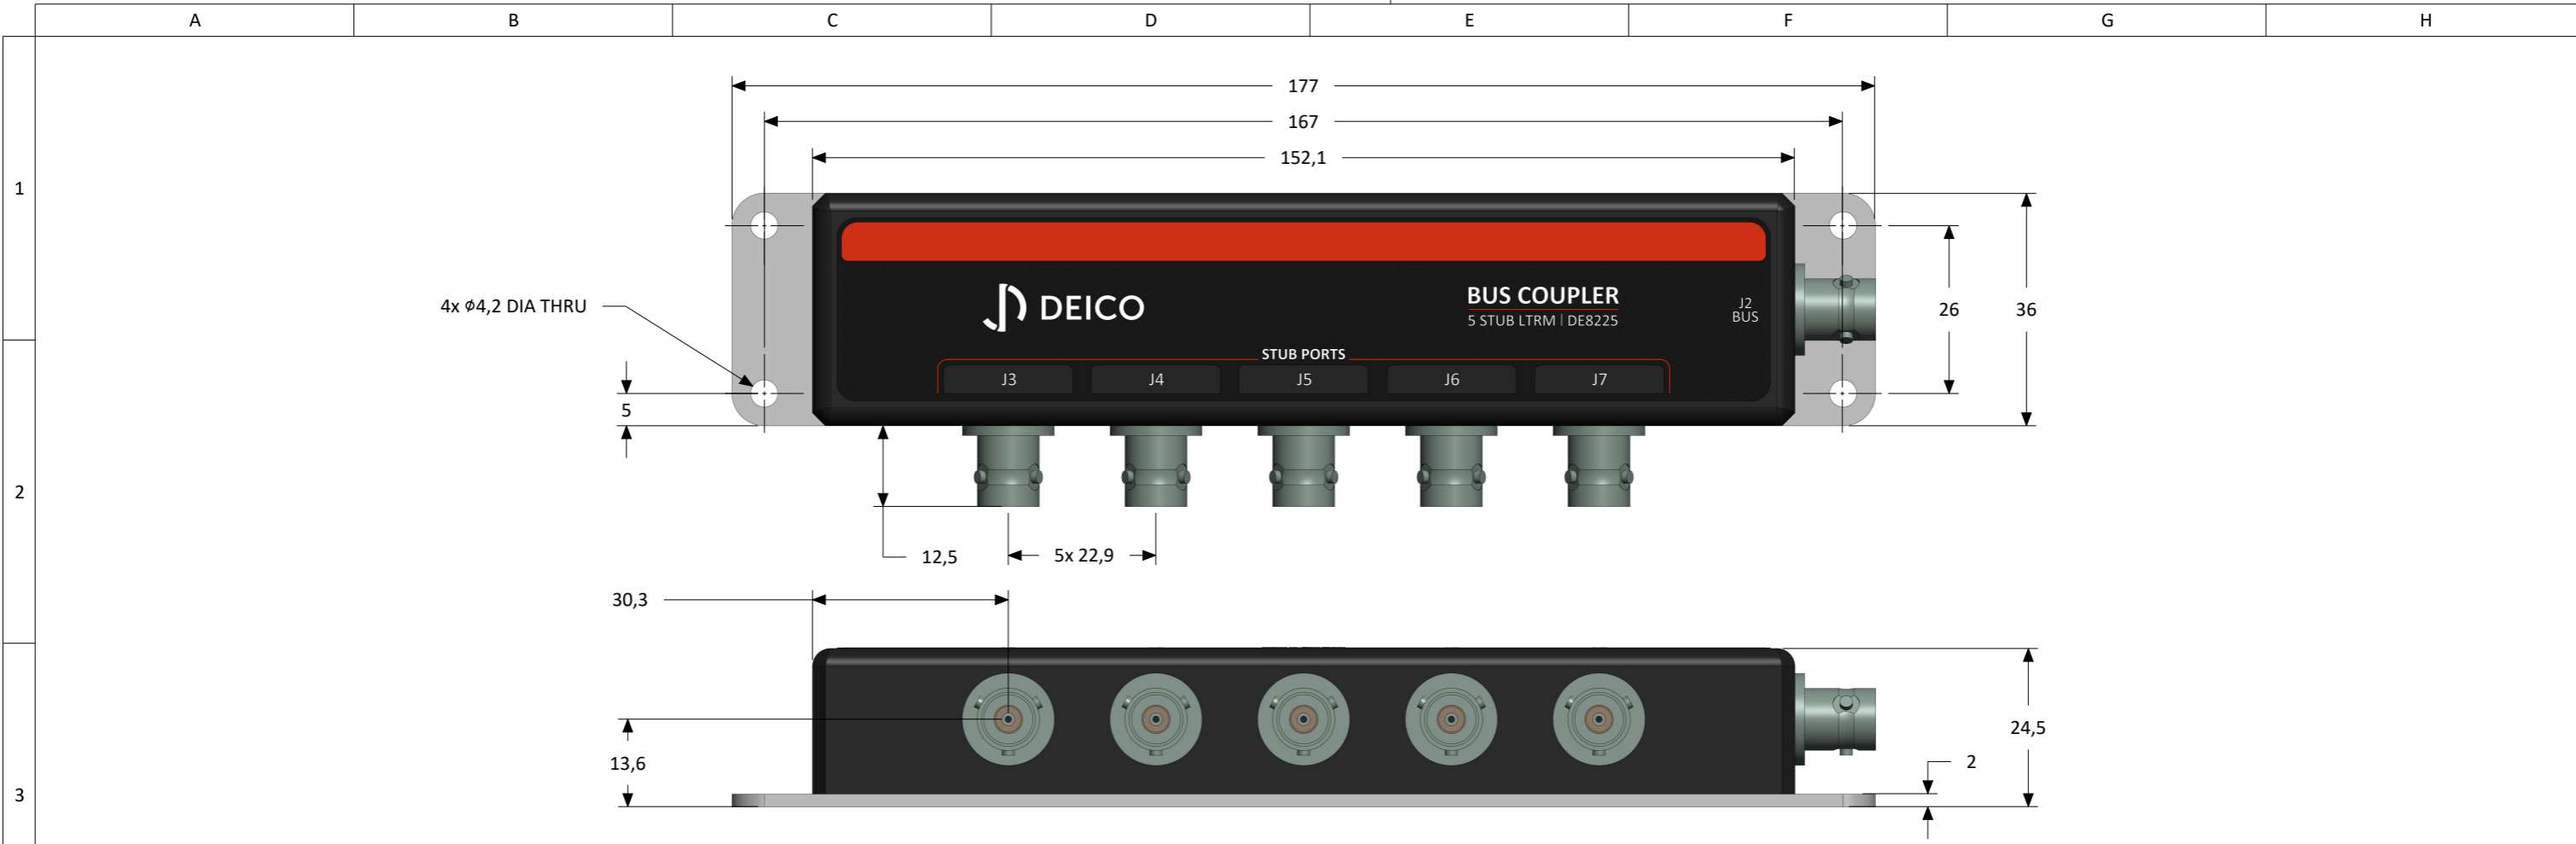 A B C D E F G H
177
167
152,1
1
4x ⌀4,2 DIA THRU
DEICO
BUS COUPLER
5 STUB LTRM | DE8225
J2
BUS
26
36
STUB PORTS
J3 J4 J5 J6 J7
5
2
12,5
5x 22,9
30,3
13,6
24,5
2
3